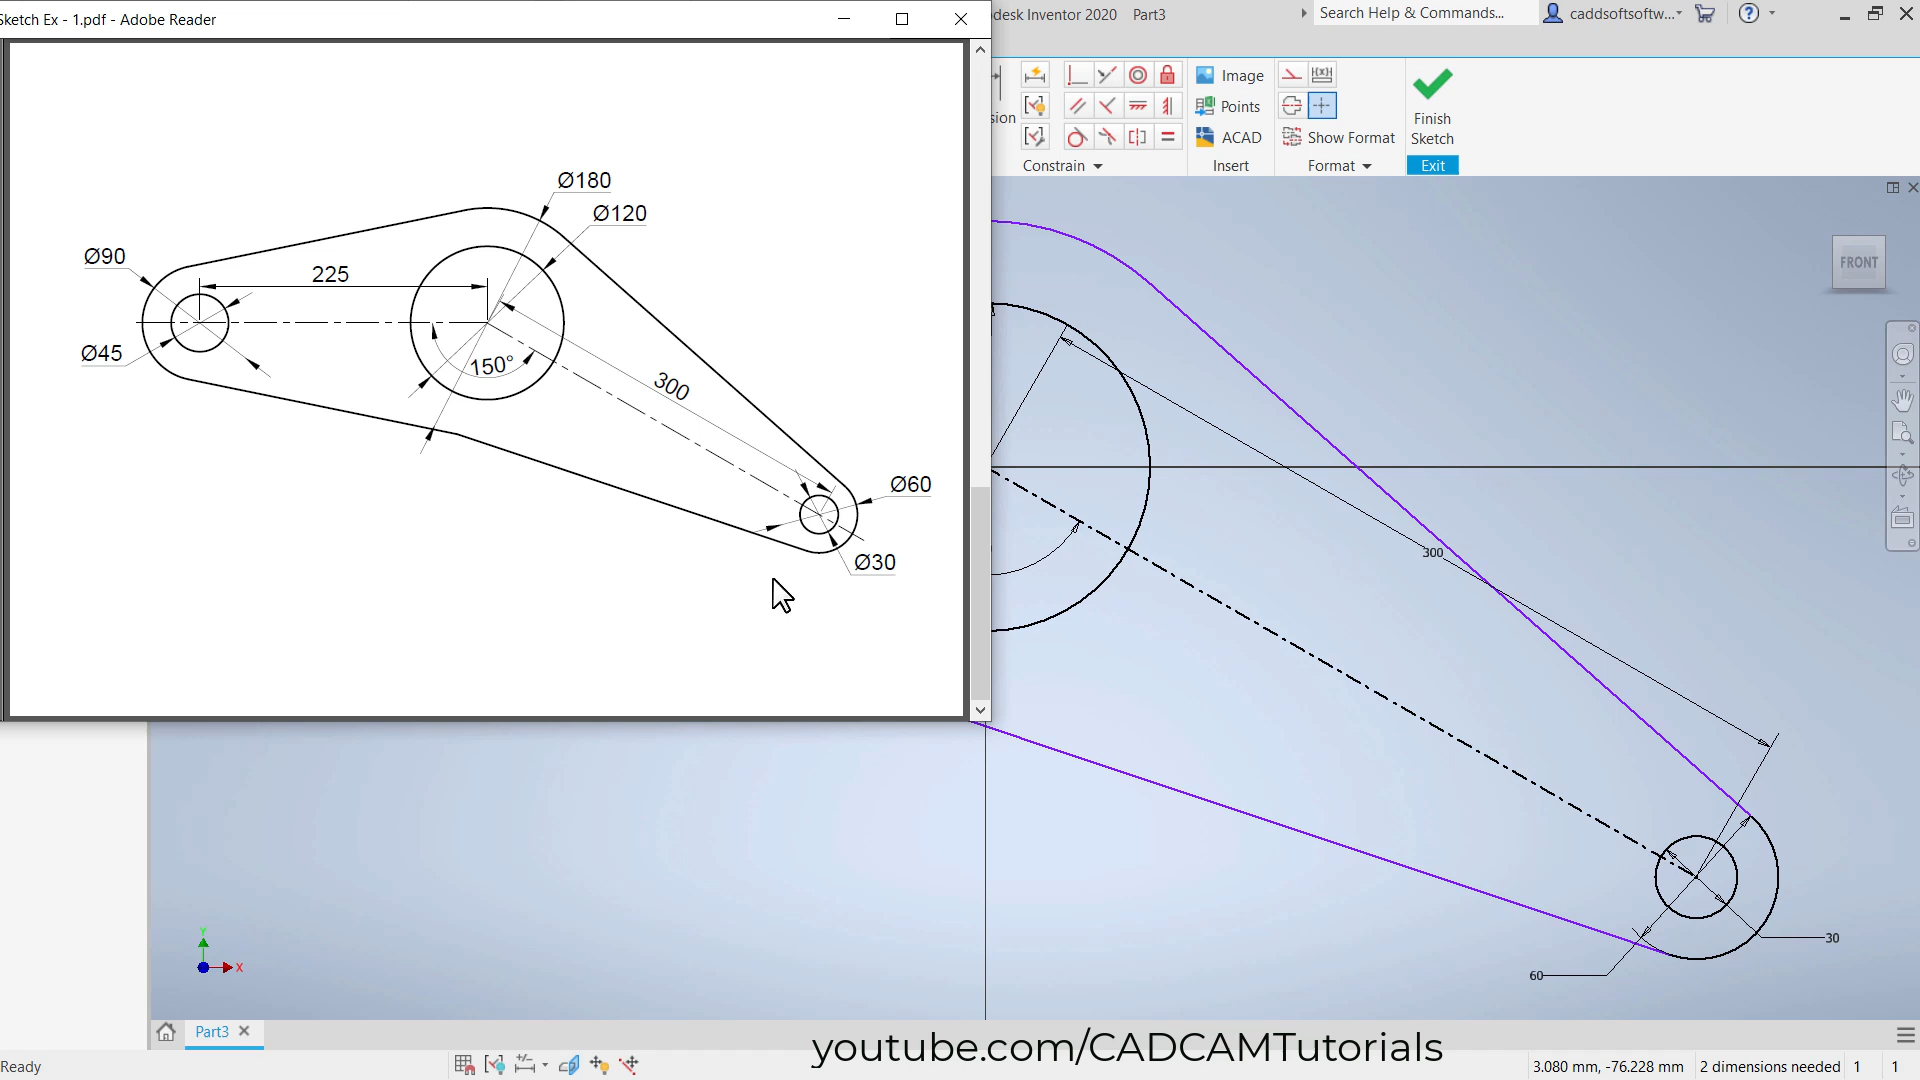 Sketch Ex - 1.pdf - Adobe Reader
desk Inventor 2020 Part3
Search Help & Commands...
caddsoftsoftw...
Image
Points
ACAD
Show Format
Finish
Sketch
sion
Constrain
Insert
Format
Exit
Ø180
Ø120
Ø90
225
Ø45
150°
300
Ø60
Ø30
FRONT
300
30
60
Y
X
Part3
youtube.com/CADCAMTutorials
Ready
3.080 mm, -76.228 mm
2 dimensions needed
1
1